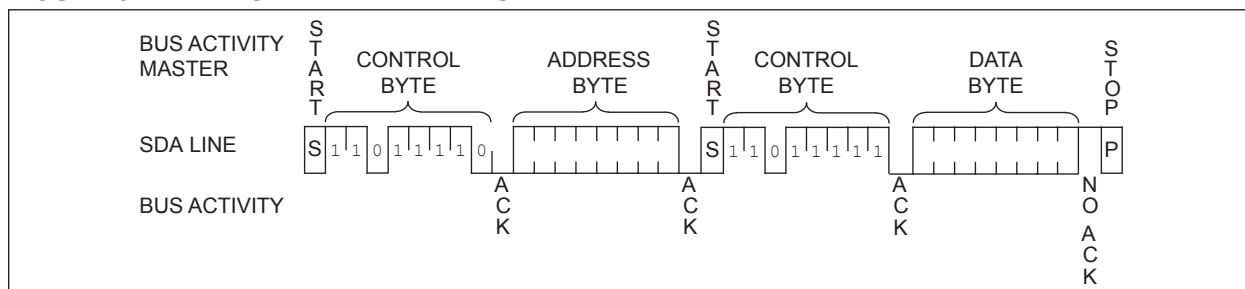 BUS ACTIVITY
MASTER
START
CONTROL
BYTE
ADDRESS
BYTE
START
CONTROL
BYTE
DATA
BYTE
STOP
SDA LINE
S 1 1 0 1 1 1 1 0
S 1 1 0 1 1 1 1 1
P
BUS ACTIVITY
ACK
ACK
ACK
NO ACK